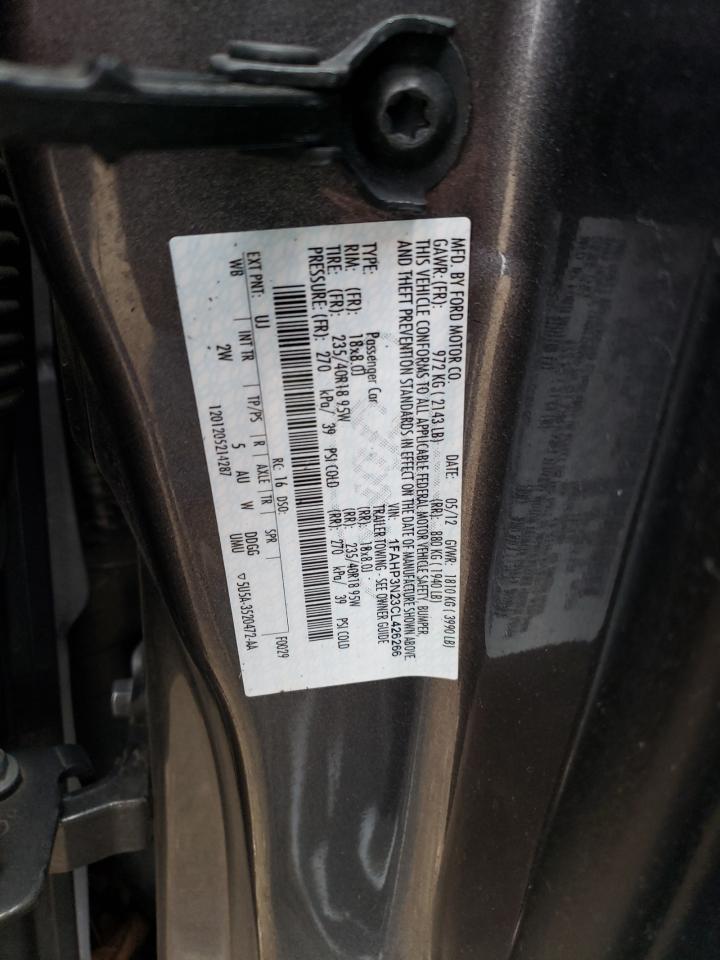 MFD. BY FORD MOTOR CO.
DATE: 05/12 GVWR: 1810 KG ( 3990 LB)
GAWR: (FR): 972 KG ( 2143 LB) (RR): 880 KG ( 1940 LB)
THIS VEHICLE CONFORMS TO ALL APPLICABLE FEDERAL MOTOR VEHICLE SAFETY, BUMPER
AND THEFT PREVENTION STANDARDS IN EFFECT ON THE DATE OF MANUFACTURE SHOWN ABOVE.
VIN: 1FAHP3N23CL426266
TYPE: Passenger Car TRAILER TOWING - SEE OWNER GUIDE
RIM: (FR): 18x8.0J (RR): 18x8.0J
TIRE: (FR): 235/40R18 95W (RR): 235/40R18 95W
PRESSURE: (FR): 270 kPa/ 39 PSI COLD (RR): 270 kPa/ 39 PSI COLD
EXT PNT: UJ RC: 16 DSO: F0029
WB INT TR TP/PS R AXLE TR SPR
2W 5 AU W DDGG
UMU
1201205214287 5U5A-3520472-AA